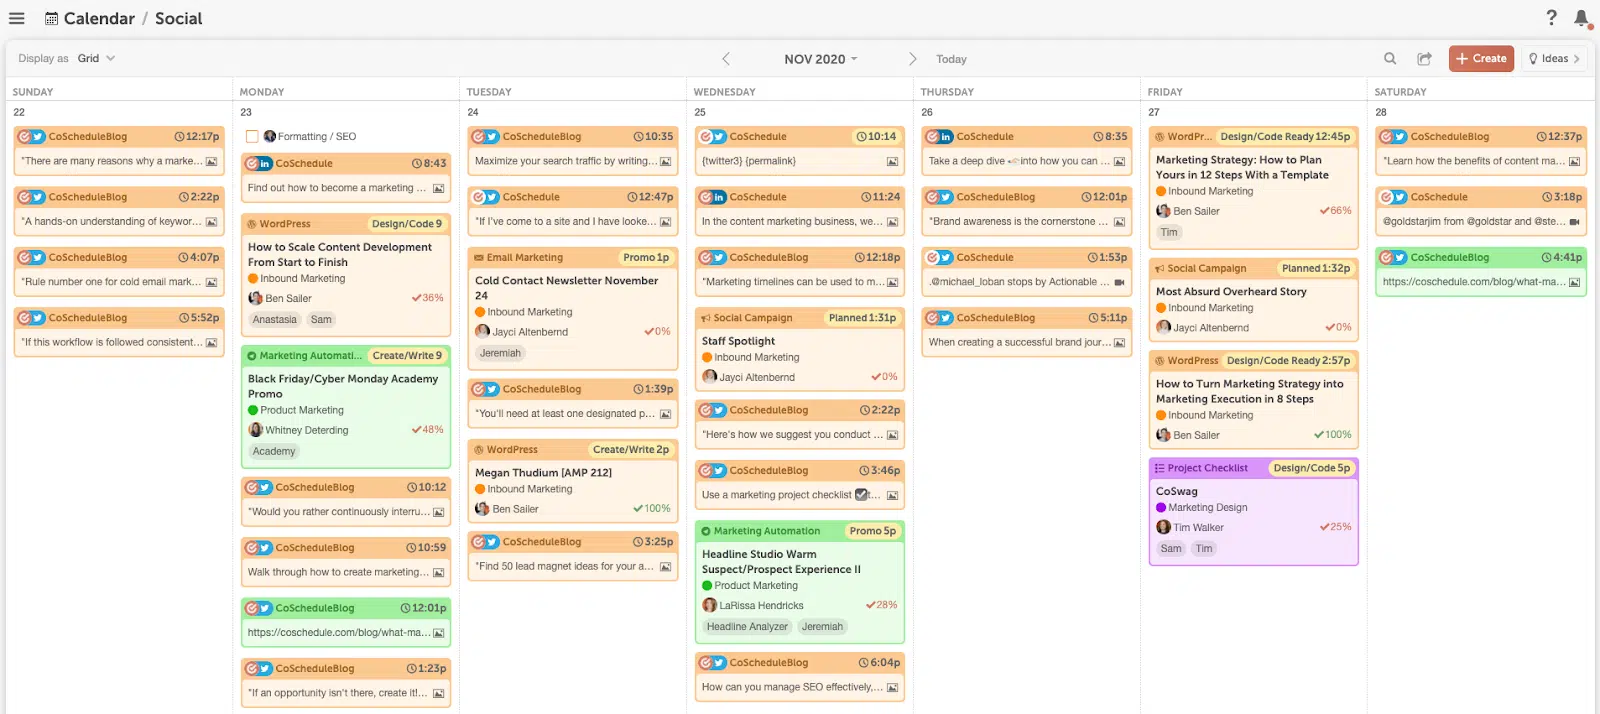 Calendar / Social
?
Display as Grid
NOV 2020
Today
+ Create
Ideas
SUNDAY
22
CoScheduleBlog 12:17p
"There are many reasons why a marke...
CoScheduleBlog 2:22p
"A hands-on understanding of keywor...
CoScheduleBlog 4:07p
"Rule number one for cold email mark...
CoScheduleBlog 5:52p
"If this workflow is followed consistent...
MONDAY
23
Formatting / SEO
in CoSchedule 8:43
Find out how to become a marketing ...
WordPress Design/Code 9
How to Scale Content Development
From Start to Finish
Inbound Marketing
Ben Sailer 36%
Anastasia Sam
Marketing Automati... Create/Write 9
Black Friday/Cyber Monday Academy
Promo
Product Marketing
Whitney Deterding 48%
Academy
CoScheduleBlog 10:12
"Would you rather continuously interru...
CoScheduleBlog 10:59
Walk through how to create marketing...
CoScheduleBlog 12:01p
https://coschedule.com/blog/what-ma...
CoScheduleBlog 1:23p
"If an opportunity isn't there, create it!...
TUESDAY
24
CoScheduleBlog 10:35
Maximize your search traffic by writing...
CoSchedule 12:47p
"If I've come to a site and I have looke...
Email Marketing Promo 1p
Cold Contact Newsletter November
24
Inbound Marketing
Jayci Altenbernd 0%
Jeremiah
CoScheduleBlog 1:39p
"You'll need at least one designated p...
WordPress Create/Write 2p
Megan Thudium [AMP 212]
Inbound Marketing
Ben Sailer 100%
CoScheduleBlog 3:25p
"Find 50 lead magnet ideas for your a...
WEDNESDAY
25
CoSchedule 10:14
{twitter3} {permalink}
in CoSchedule 11:24
In the content marketing business, we...
CoScheduleBlog 12:18p
"Marketing timelines can be used to m...
Social Campaign Planned 1:31p
Staff Spotlight
Inbound Marketing
Jayci Altenbernd 0%
CoScheduleBlog 2:22p
"Here's how we suggest you conduct ...
CoScheduleBlog 3:46p
Use a marketing project checklist ☑t...
Marketing Automation Promo 5p
Headline Studio Warm
Suspect/Prospect Experience II
Product Marketing
LaRissa Hendricks 28%
Headline Analyzer Jeremiah
CoScheduleBlog 6:04p
How can you manage SEO effectively,...
THURSDAY
26
in CoSchedule 8:35
Take a deep dive into how you can ...
CoScheduleBlog 12:01p
"Brand awareness is the cornerstone ...
CoSchedule 1:53p
.@michael_loban stops by Actionable ...
CoScheduleBlog 5:11p
When creating a successful brand jour...
FRIDAY
27
WordPr... Design/Code Ready 12:45p
Marketing Strategy: How to Plan
Yours in 12 Steps With a Template
Inbound Marketing
Ben Sailer 66%
Tim
Social Campaign Planned 1:32p
Most Absurd Overheard Story
Inbound Marketing
Jayci Altenbernd 0%
WordPress Design/Code Ready 2:57p
How to Turn Marketing Strategy into
Marketing Execution in 8 Steps
Inbound Marketing
Ben Sailer 100%
Project Checklist Design/Code 5p
CoSwag
Marketing Design
Tim Walker 25%
Sam Tim
SATURDAY
28
CoScheduleBlog 12:37p
"Learn how the benefits of content ma...
CoSchedule 3:18p
@goldstarjim from @goldstar and @ste...
CoScheduleBlog 4:41p
https://coschedule.com/blog/what-ma...